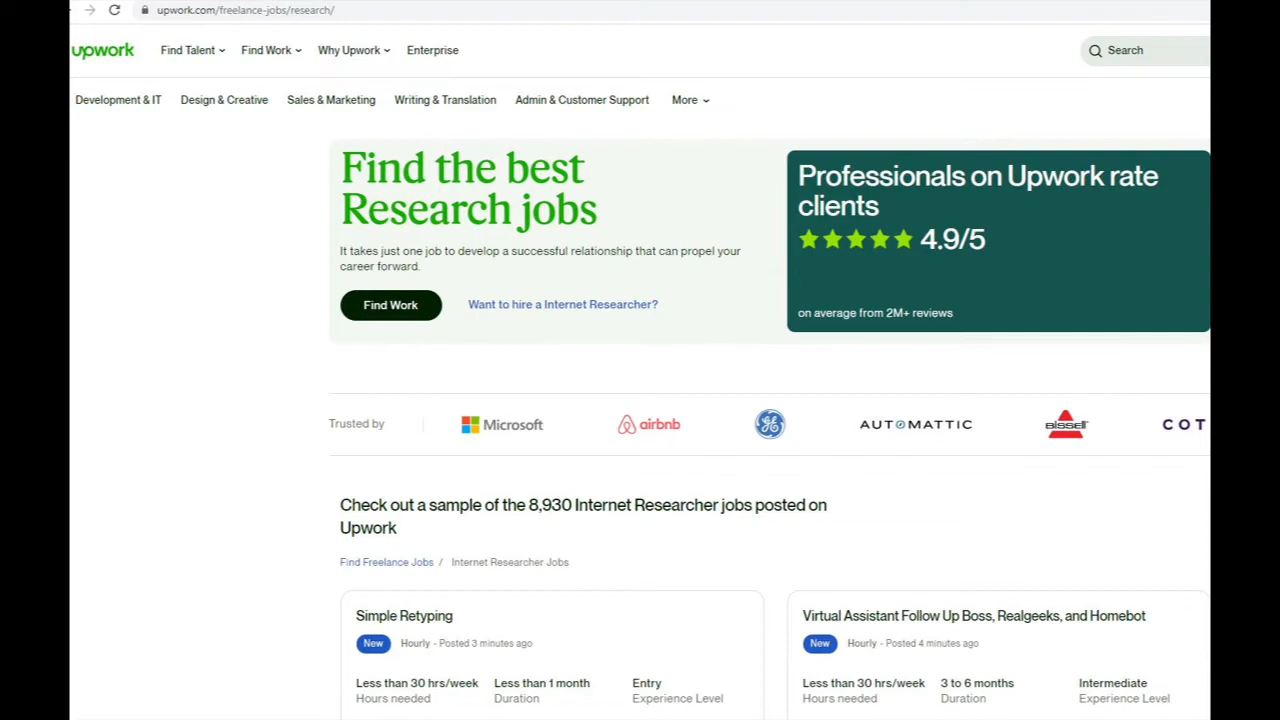 upwork.com/freelance-jobs/research/
upwork
Find Talent
Find Work
Why Upwork
Enterprise
Search
Development & IT
Design & Creative
Sales & Marketing
Writing & Translation
Admin & Customer Support
More
Find the best
Research jobs
It takes just one job to develop a successful relationship that can propel your
career forward.
Find Work
Want to hire a Internet Researcher?
Professionals on Upwork rate
clients
4.9/5
on average from 2M+ reviews
Trusted by
Microsoft
airbnb
GE
AUTOMATTIC
BISSELL
COT
Check out a sample of the 8,930 Internet Researcher jobs posted on
Upwork
Find Freelance Jobs / Internet Researcher Jobs
Simple Retyping
New
Hourly - Posted 3 minutes ago
Less than 30 hrs/week
Less than 1 month
Entry
Hours needed
Duration
Experience Level
Virtual Assistant Follow Up Boss, Realgeeks, and Homebot
New
Hourly - Posted 4 minutes ago
Less than 30 hrs/week
3 to 6 months
Intermediate
Hours needed
Duration
Experience Level